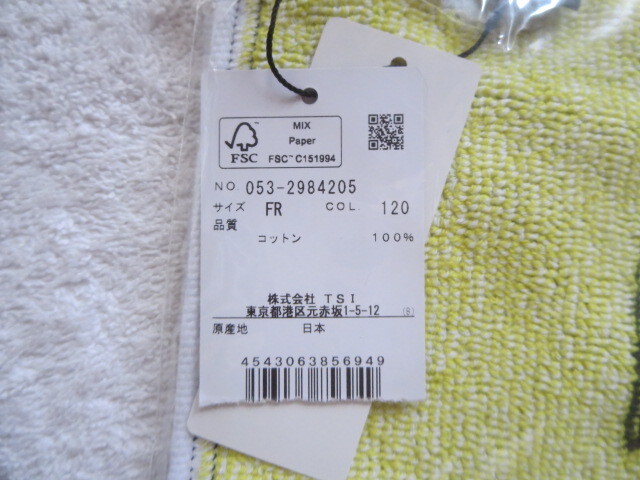 MIX
Paper
FSC™ C151994
FSC
NO 053-2984205
サイズ FR COL. 120
品質
コットン 100%
株式会社 TSI
東京都港区元赤坂1-5-12 (B)
原産地 日本
4543063856949